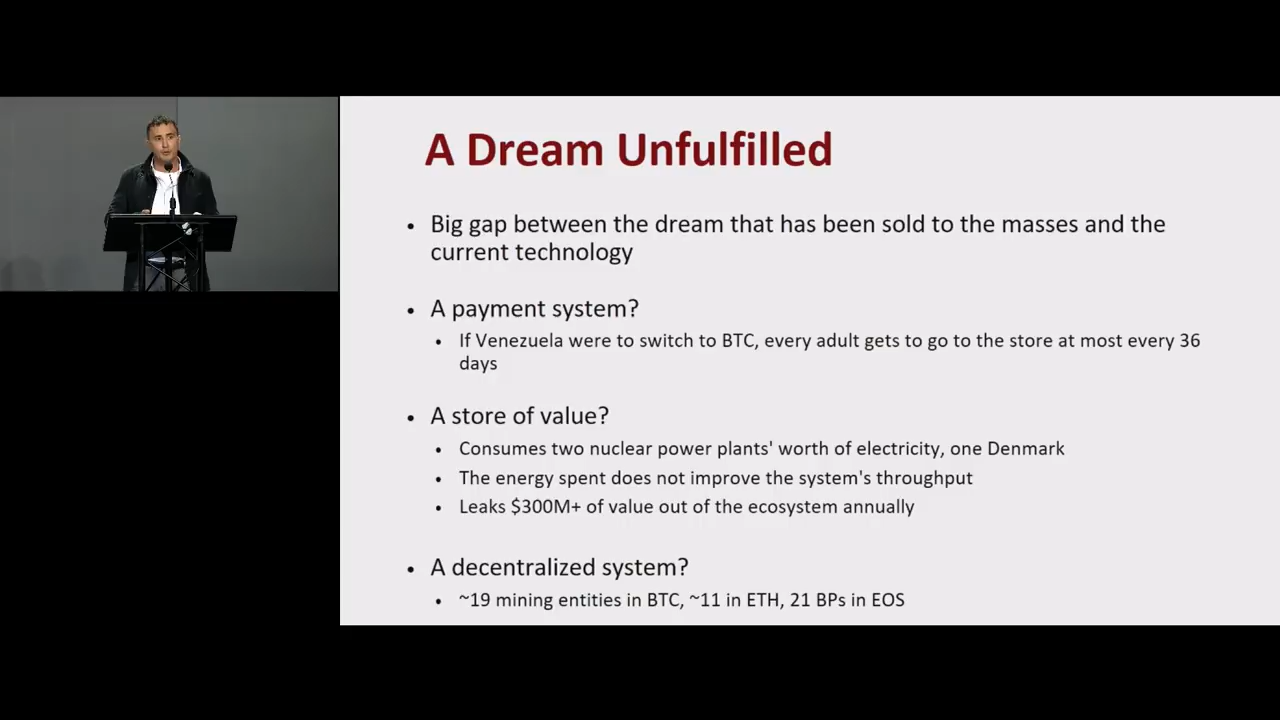 A Dream Unfulfilled
• Big gap between the dream that has been sold to the masses and the
current technology
• A payment system?
• If Venezuela were to switch to BTC, every adult gets to go to the store at most every 36
days
• A store of value?
• Consumes two nuclear power plants' worth of electricity, one Denmark
• The energy spent does not improve the system's throughput
• Leaks $300M+ of value out of the ecosystem annually
• A decentralized system?
• ~19 mining entities in BTC, ~11 in ETH, 21 BPs in EOS